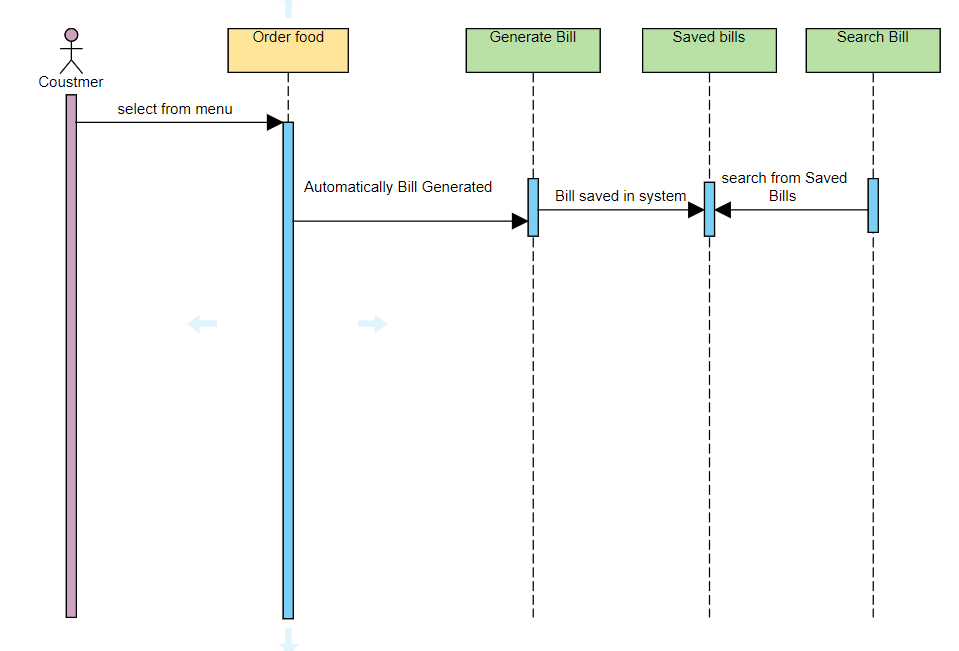 Coustmer
Order food
Generate Bill
Saved bills
Search Bill
select from menu
Automatically Bill Generated
Bill saved in system
search from Saved
Bills